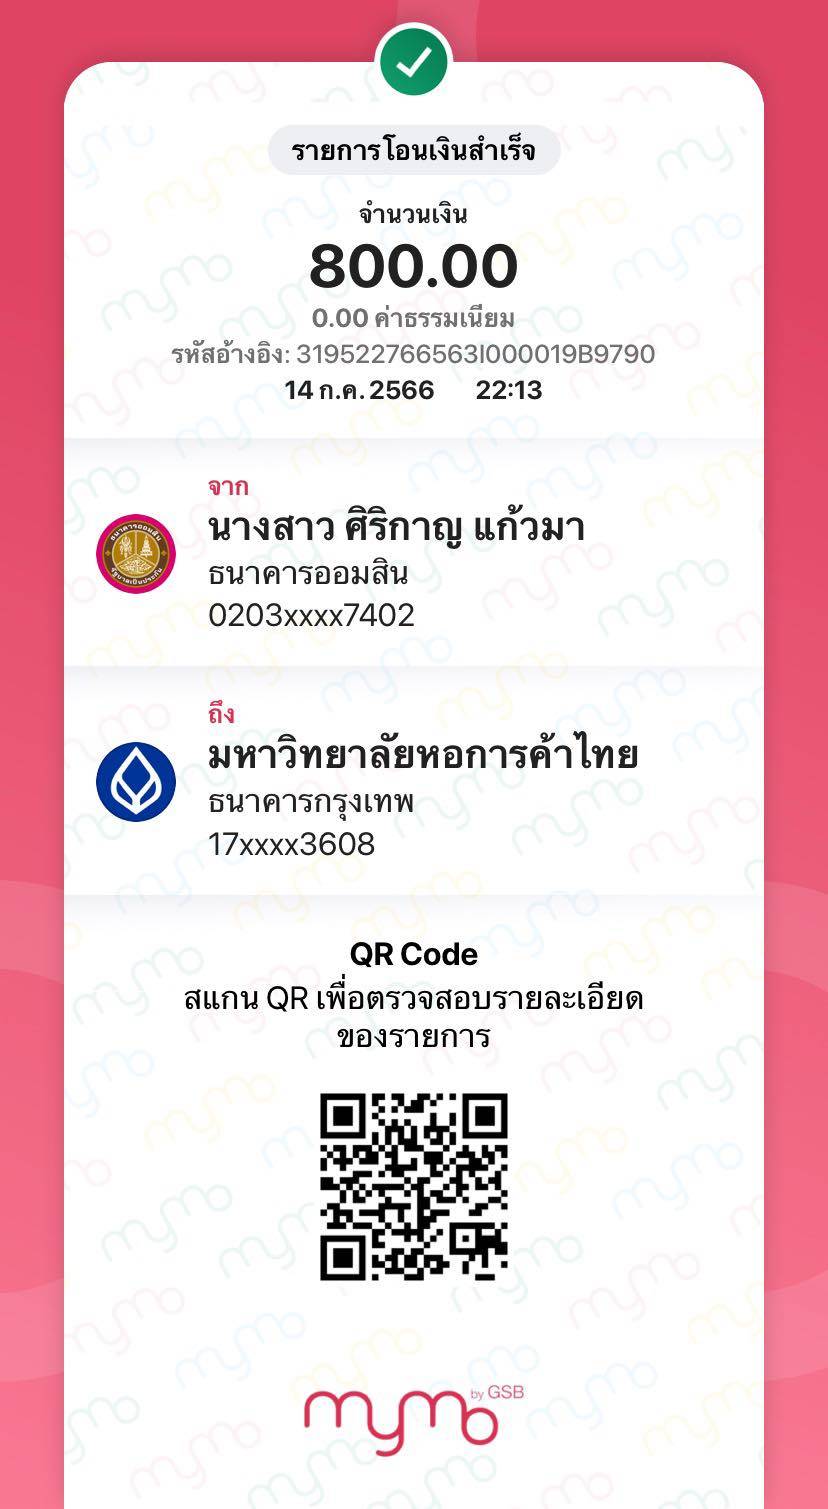 รายการโอนเงินสำเร็จ
จำนวนเงิน
800.00
0.00 ค่าธรรมเนียม
รหัสอ้างอิง: 319522766563I000019B9790
14 ก.ค. 2566 22:13
จาก
นางสาว ศิริกาญ แก้วมา
ธนาคารออมสิน
0203xxxx7402
ถึง
มหาวิทยาลัยหอการค้าไทย
ธนาคารกรุงเทพ
17xxxx3608
QR Code
สแกน QR เพื่อตรวจสอบรายละเอียด
ของรายการ
mymo by GSB